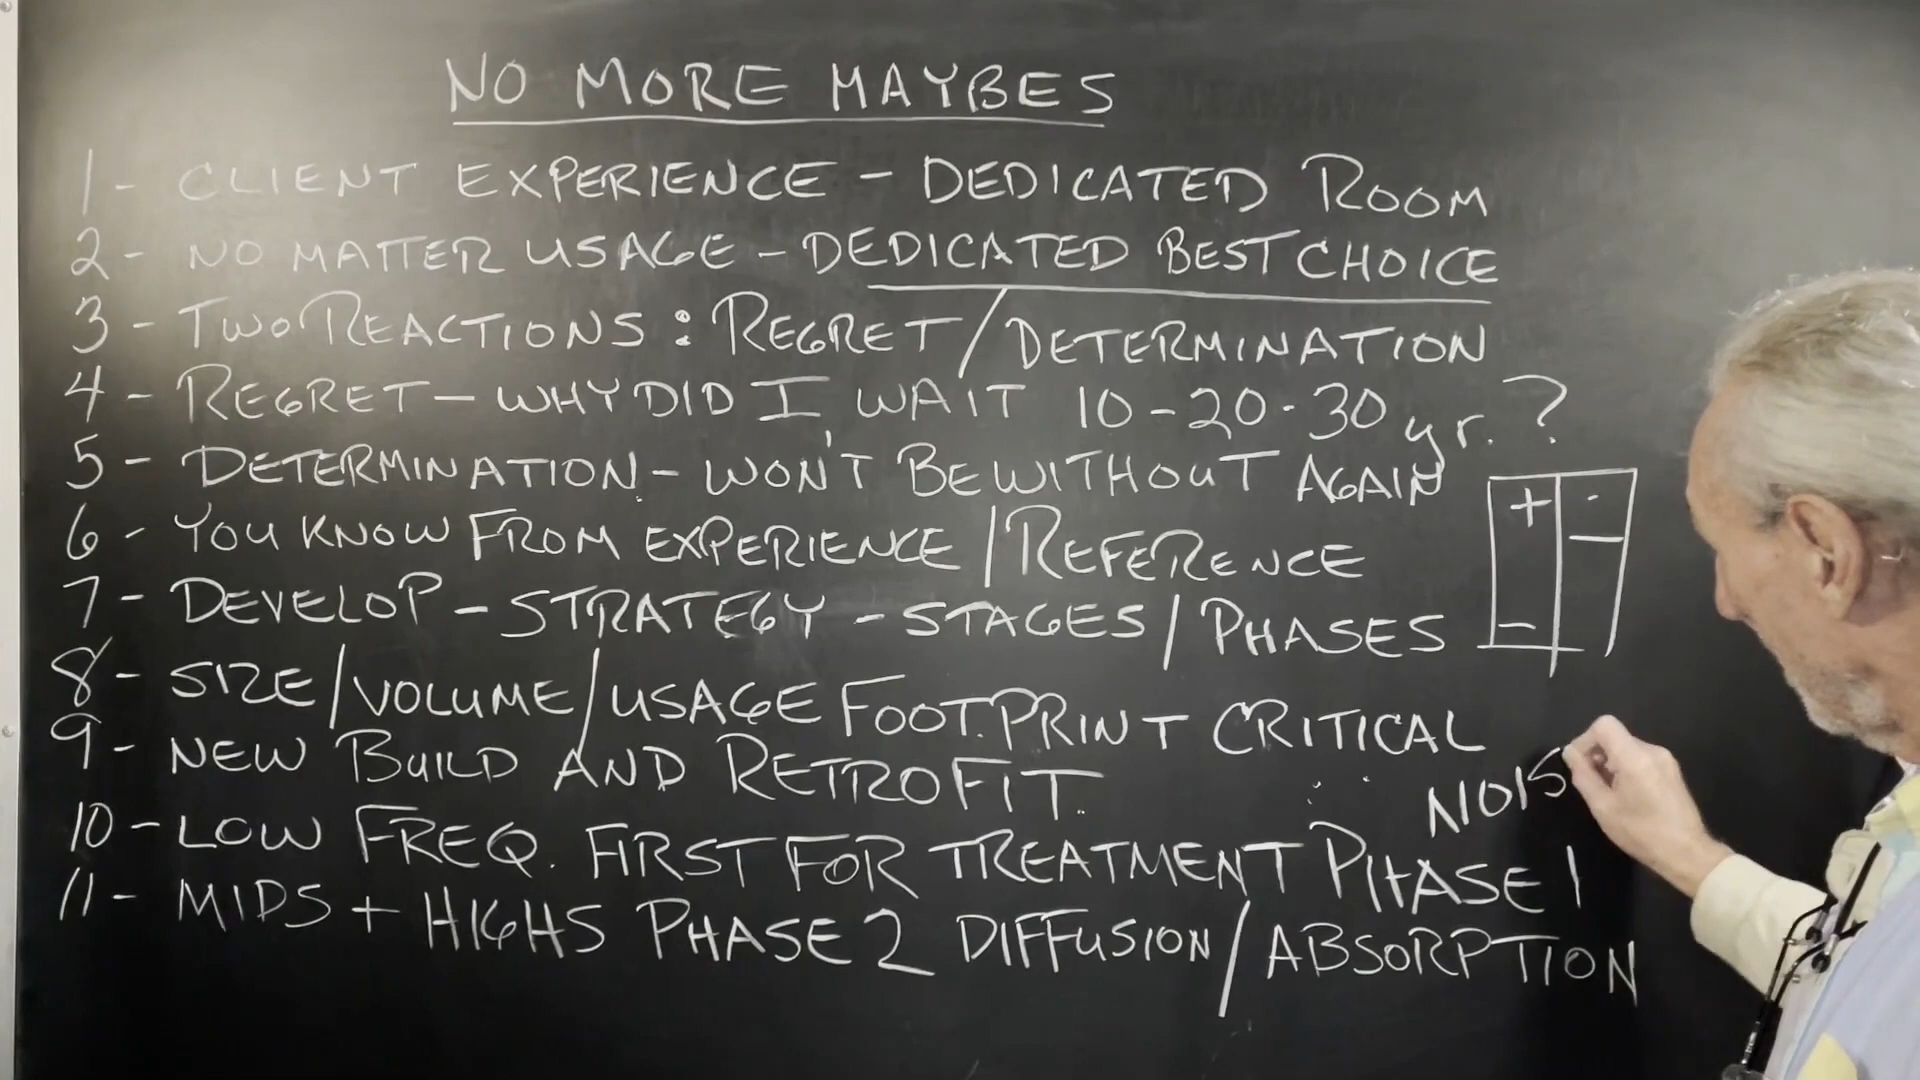 NO MORE MAYBES
1 - CLIENT EXPERIENCE - DEDICATED ROOM
2 - NO MATTER USAGE - DEDICATED BEST CHOICE
3 - TWO REACTIONS : REGRET / DETERMINATION
4 - REGRET - WHY DID I WAIT 10-20-30 yr. ?
5 - DETERMINATION - WON'T BE WITHOUT AGAIN
6 - YOU KNOW FROM EXPERIENCE / REFERENCE
7 - DEVELOP - STRATEGY - STAGES / PHASES
8 - SIZE / VOLUME / USAGE FOOTPRINT CRITICAL
9 - NEW BUILD AND RETROFIT.
10 - LOW FREQ. FIRST FOR TREATMENT PHASE 1
11 - MIDS + HIGHS PHASE 2 DIFFUSION / ABSORPTION
+ -
-
NOIS